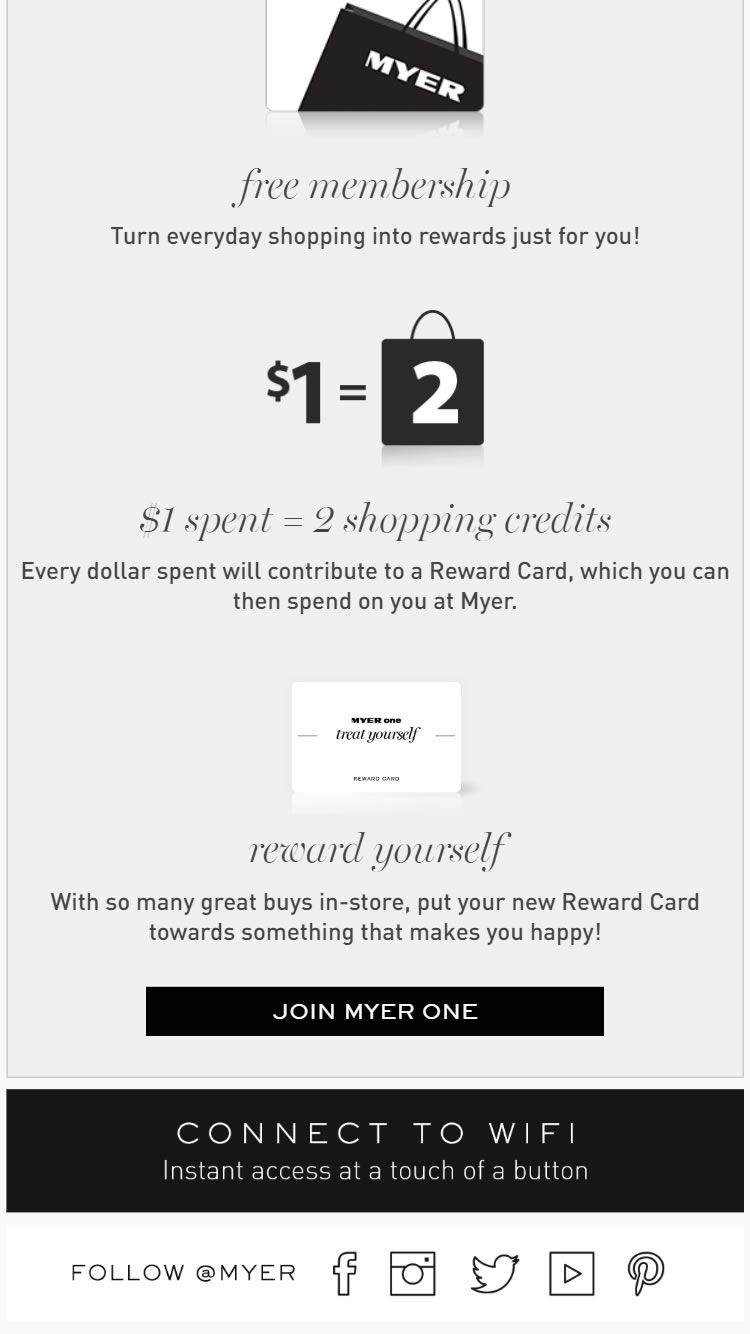 MYER
free membership
Turn everyday shopping into rewards just for you!
$1 = 2
$1 spent = 2 shopping credits
Every dollar spent will contribute to a Reward Card, which you can
then spend on you at Myer.
MYER one
treat yourself
REWARD CARD
reward yourself
With so many great buys in-store, put your new Reward Card
towards something that makes you happy!
JOIN MYER ONE
CONNECT TO WIFI
Instant access at a touch of a button
FOLLOW @MYER